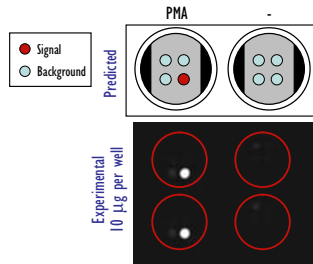 PMA -
Signal
Background
Predicted
Experimental
10 µg per well